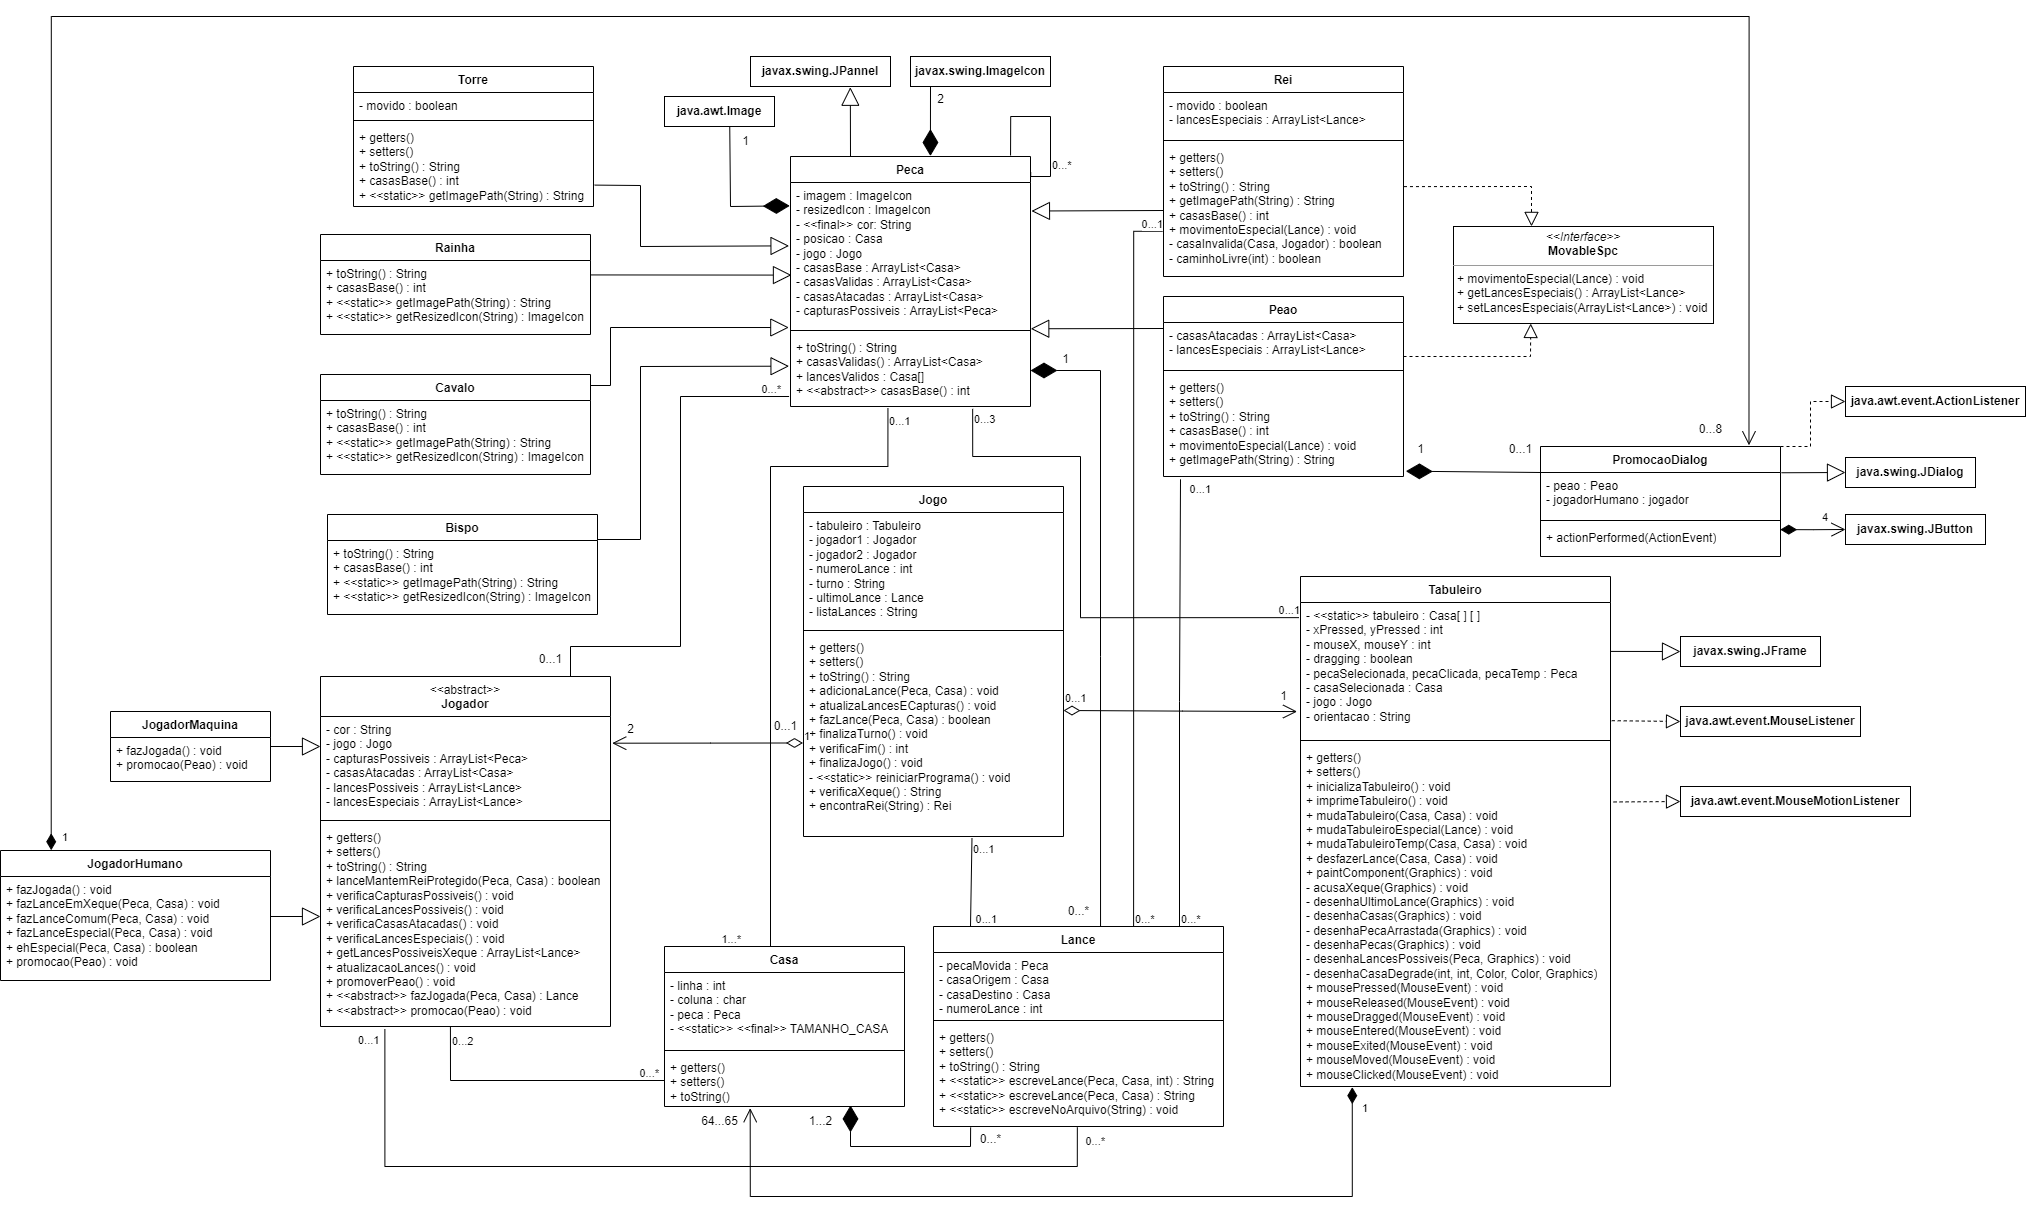 javax.swing.JPannel
javax.swing.ImageIcon
java.awt.Image
1
2
0...*
Torre
- movido : boolean
+ getters()
+ setters()
+ toString() : String
+ casasBase() : int
+ <<static>> getImagePath(String) : String
Rainha
+ toString() : String
+ casasBase() : int
+ <<static>> getImagePath(String) : String
+ <<static>> getResizedIcon(String) : ImageIcon
Cavalo
+ toString() : String
+ casasBase() : int
+ <<static>> getImagePath(String) : String
+ <<static>> getResizedIcon(String) : ImageIcon
Bispo
+ toString() : String
+ casasBase() : int
+ <<static>> getImagePath(String) : String
+ <<static>> getResizedIcon(String) : ImageIcon
Peca
- imagem : ImageIcon
- resizedIcon : ImageIcon
- <<final>> cor: String
- posicao : Casa
- jogo : Jogo
- casasBase : ArrayList<Casa>
- casasValidas : ArrayList<Casa>
- casasAtacadas : ArrayList<Casa>
- capturasPossiveis : ArrayList<Peca>
+ toString() : String
+ casasValidas() : ArrayList<Casa>
+ lancesValidos : Casa[]
+ <<abstract>> casasBase() : int
0...*
0...1
0...3
1
Rei
- movido : boolean
- lancesEspeciais : ArrayList<Lance>
+ getters()
+ setters()
+ toString() : String
+ getImagePath(String) : String
+ casasBase() : int
+ movimentoEspecial(Lance) : void
- casaInvalida(Casa, Jogador) : boolean
- caminhoLivre(int) : boolean
0...1
<<Interface>>
MovableSpc
+ movimentoEspecial(Lance) : void
+ getLancesEspeciais() : ArrayList<Lance>
+ setLancesEspeciais(ArrayList<Lance>) : void
Peao
- casasAtacadas : ArrayList<Casa>
- lancesEspeciais : ArrayList<Lance>
+ getters()
+ setters()
+ toString() : String
+ casasBase() : int
+ movimentoEspecial(Lance) : void
+ getImagePath(String) : String
0...1
1
0...1
0...8
PromocaoDialog
- peao : Peao
- jogadorHumano : jogador
+ actionPerformed(ActionEvent)
java.awt.event.ActionListener
java.swing.JDialog
4
javax.swing.JButton
Jogo
- tabuleiro : Tabuleiro
- jogador1 : Jogador
- jogador2 : Jogador
- numeroLance : int
- turno : String
- ultimoLance : Lance
- listaLances : String
+ getters()
+ setters()
+ toString() : String
+ adicionaLance(Peca, Casa) : void
+ atualizaLancesECapturas() : void
+ fazLance(Peca, Casa) : boolean
+ finalizaTurno() : void
+ verificaFim() : int
+ finalizaJogo() : void
- <<static>> reiniciarPrograma() : void
+ verificaXeque() : String
+ encontraRei(String) : Rei
0...1
1
2
0...1
1
0...1
0...1
Tabuleiro
- <<static>> tabuleiro : Casa[ ] [ ]
- xPressed, yPressed : int
- mouseX, mouseY : int
- dragging : boolean
- pecaSelecionada, pecaClicada, pecaTemp : Peca
- casaSelecionada : Casa
- jogo : Jogo
- orientacao : String
+ getters()
+ setters()
+ inicializaTabuleiro() : void
+ imprimeTabuleiro() : void
+ mudaTabuleiro(Casa, Casa) : void
+ mudaTabuleiroEspecial(Lance) : void
+ mudaTabuleiroTemp(Casa, Casa) : void
+ desfazerLance(Casa, Casa) : void
+ paintComponent(Graphics) : void
- acusaXeque(Graphics) : void
- desenhaUltimoLance(Graphics) : void
- desenhaCasas(Graphics) : void
- desenhaPecaArrastada(Graphics) : void
- desenhaPecas(Graphics) : void
- desenhaLancesPossiveis(Peca, Graphics) : void
- desenhaCasaDegrade(int, int, Color, Color, Graphics)
+ mousePressed(MouseEvent) : void
+ mouseReleased(MouseEvent) : void
+ mouseDragged(MouseEvent) : void
+ mouseEntered(MouseEvent) : void
+ mouseExited(MouseEvent) : void
+ mouseMoved(MouseEvent) : void
+ mouseClicked(MouseEvent) : void
1
javax.swing.JFrame
java.awt.event.MouseListener
java.awt.event.MouseMotionListener
JogadorMaquina
+ fazJogada() : void
+ promocao(Peao) : void
1
JogadorHumano
+ fazJogada() : void
+ fazLanceEmXeque(Peca, Casa) : void
+ fazLanceComum(Peca, Casa) : void
+ fazLanceEspecial(Peca, Casa) : void
+ ehEspecial(Peca, Casa) : boolean
+ promocao(Peao) : void
0...1
<<abstract>>
Jogador
- cor : String
- jogo : Jogo
- capturasPossiveis : ArrayList<Peca>
- casasAtacadas : ArrayList<Casa>
- lancesPossiveis : ArrayList<Lance>
- lancesEspeciais : ArrayList<Lance>
+ getters()
+ setters()
+ toString() : String
+ lanceMantemReiProtegido(Peca, Casa) : boolean
+ verificaCapturasPossiveis() : void
+ verificaLancesPossiveis() : void
+ verificaCasasAtacadas() : void
+ verificaLancesEspeciais() : void
+ getLancesPossiveisXeque : ArrayList<Lance>
+ atualizacaoLances() : void
+ promoverPeao() : void
+ <<abstract>> fazJogada(Peca, Casa) : Lance
+ <<abstract>> promocao(Peao) : void
0...1
0...2
0...*
1...*
Casa
- linha : int
- coluna : char
- peca : Peca
- <<static>> <<final>> TAMANHO_CASA
+ getters()
+ setters()
+ toString()
64...65
1...2
0...1
0...*
0...*
0...*
Lance
- pecaMovida : Peca
- casaOrigem : Casa
- casaDestino : Casa
- numeroLance : int
+ getters()
+ setters()
+ toString() : String
+ <<static>> escreveLance(Peca, Casa, int) : String
+ <<static>> escreveLance(Peca, Casa) : String
+ <<static>> escreveNoArquivo(String) : void
0...*
0...*